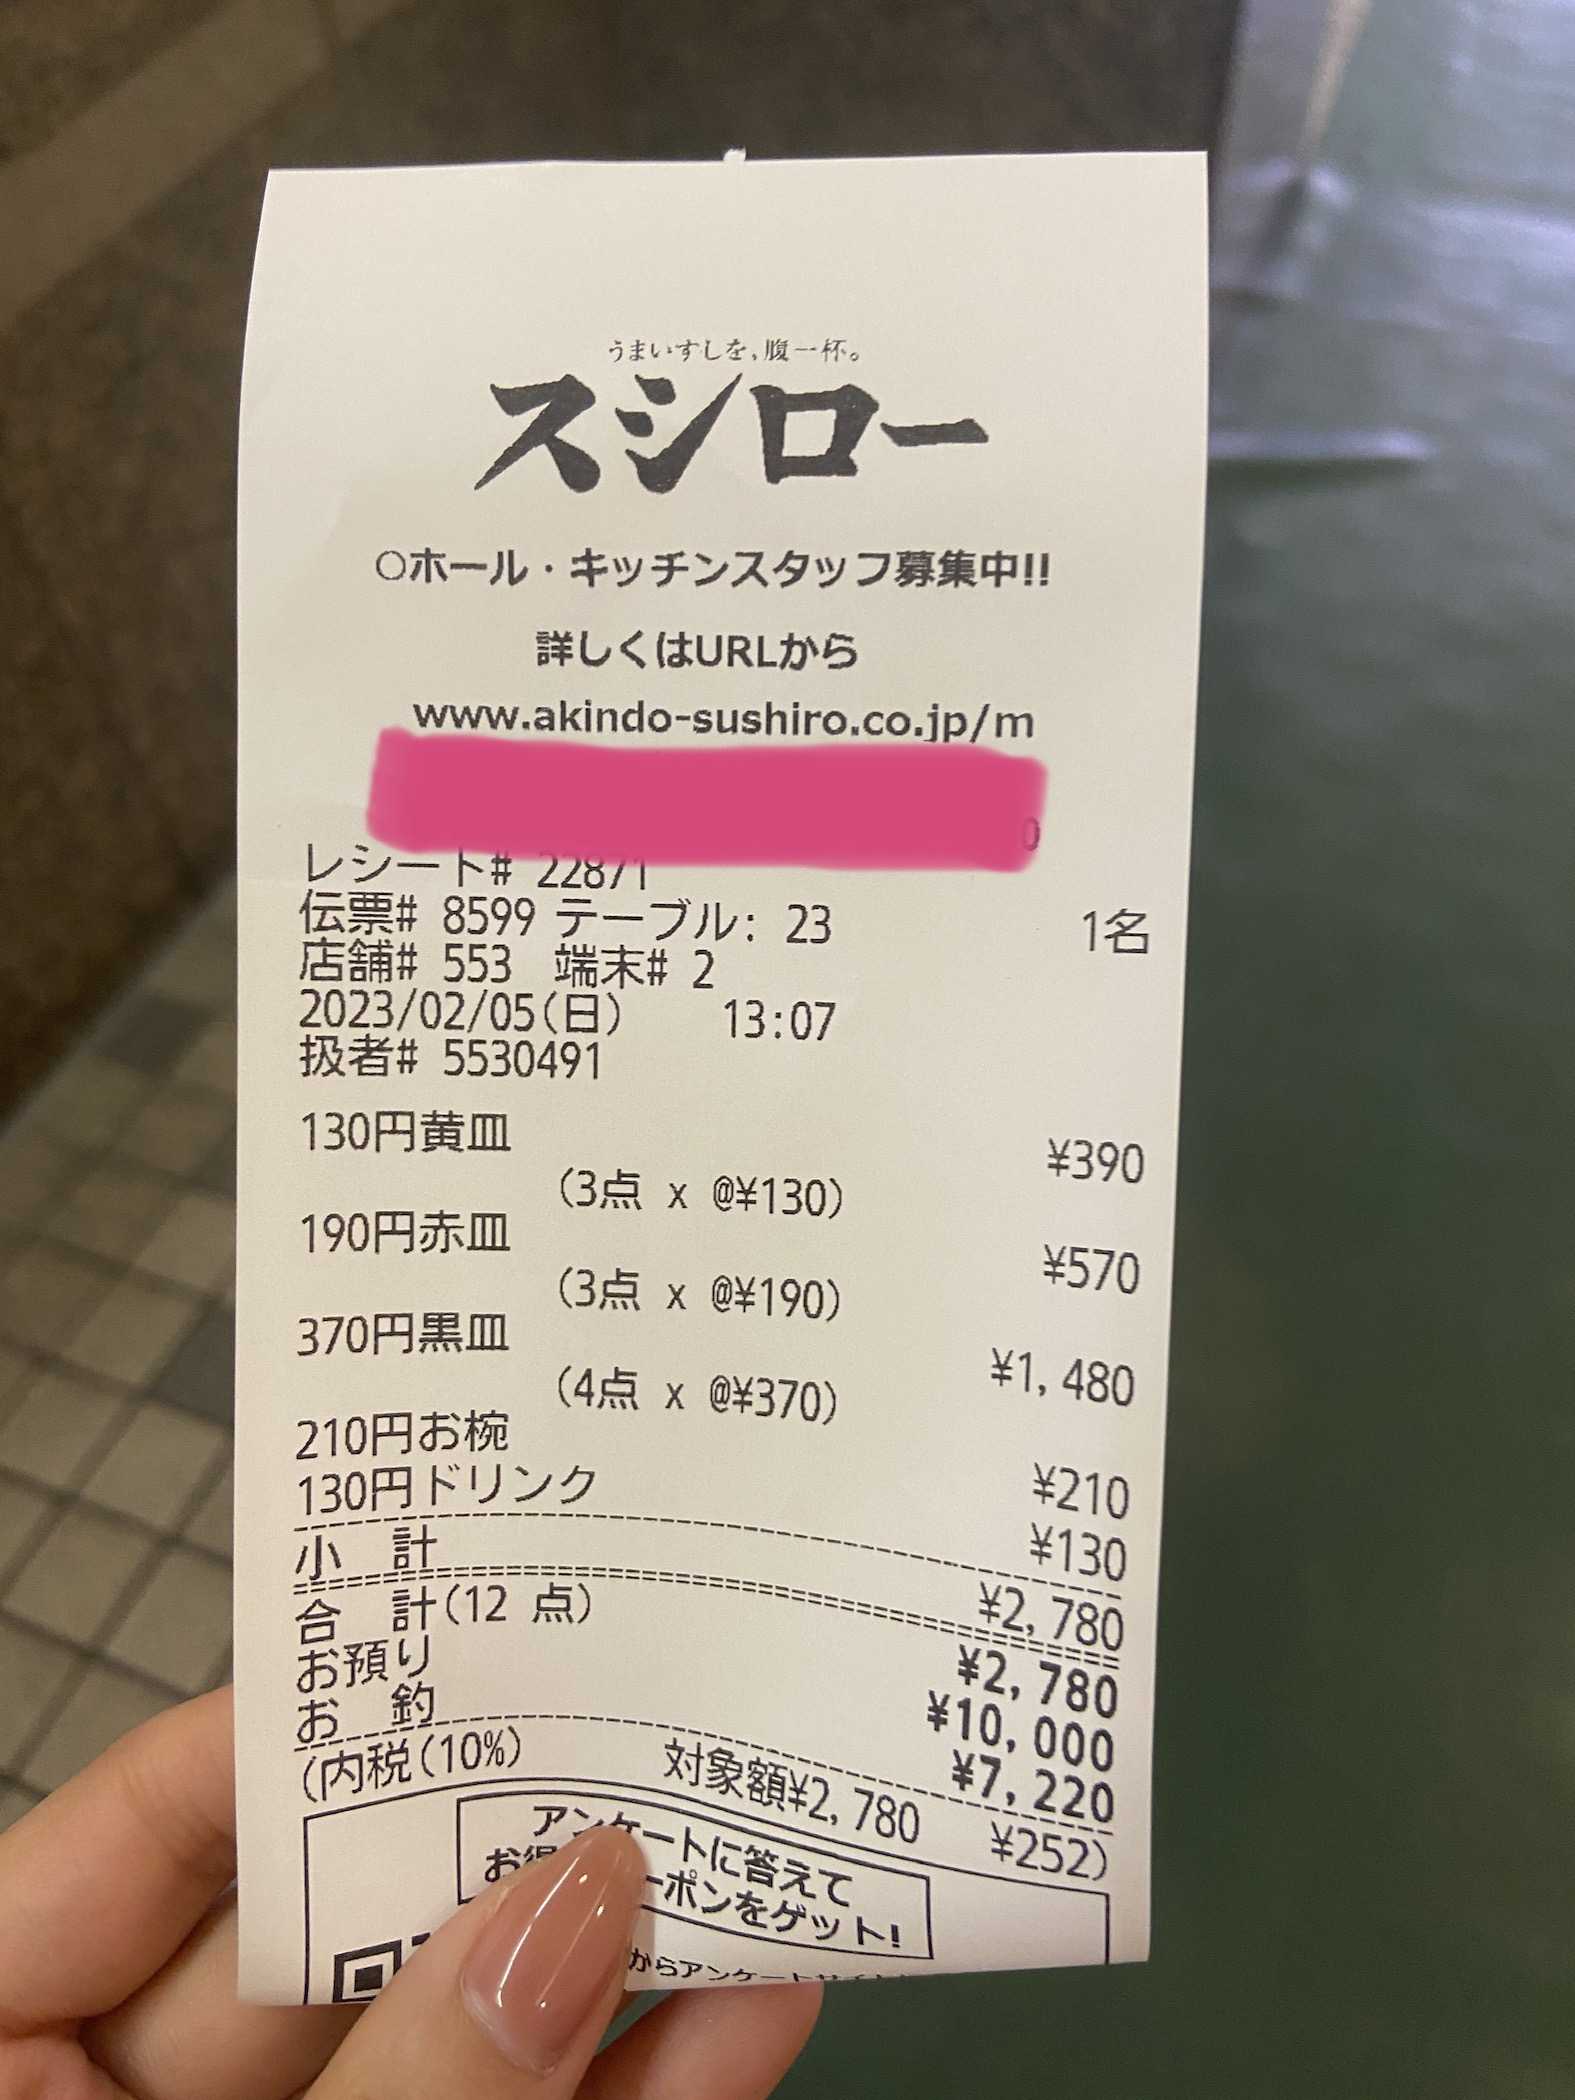 うまいすしを、腹一杯。
スシロー
○ホール・キッチンスタッフ募集中!!
詳しくはURLから
www.akindo-sushiro.co.jp/m
レシート# 22871
伝票# 8599 テーブル: 23 1名
店舗# 553 端末# 2
2023/02/05(日) 13:07
扱者# 5530491
130円黄皿 ¥390
(3点 x @¥130)
190円赤皿 ¥570
(3点 x @¥190)
370円黒皿 ¥1,480
(4点 x @¥370)
210円お椀 ¥210
130円ドリンク ¥130
小 計 ¥2,780
合 計(12 点) ¥2,780
お預り ¥10,000
お 釣 ¥7,220
(内税(10%) 対象額¥2,780 ¥252)
アンケートに答えて
ーポンをゲット!
からアンケート